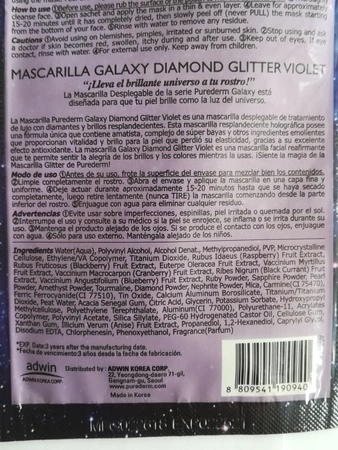 How to use ①Before use, please rub the surface of the
cleanse face. ②Open sachet and apply the mask in a thin & even layer. ③Leave for approximately
15-20 minutes until it has completely dried, then slowly peel off (never PULL) the mask starting
from the bottom of your face. ④Rinse with water to remove any residue.
Cautions ①Avoid using on blemishes, pimples, irritated or sunburned skin. ②Stop using and ask
a doctor if skin becomes red, swollen, itchy during and after use. ③Keep out of eyes. If eye
contact, rinse with water. ④For external use only. Keep away from children.
MASCARILLA GALAXY DIAMOND GLITTER VIOLET
"¡Lleva el brillante universo a tu rostro!"
La Mascarilla Desplegable de la serie Purederm Galaxy está
diseñada para que tu piel brille como la luz del universo.
La Mascarilla Purederm Galaxy Diamond Glitter Violet es una mascarilla desplegable de tratamiento
de lujo con diamantes y brillos resplandecientes. Esta mascarilla resplandeciente holográfica posee
una fórmula única que contiene amatista, complejo de súper bayas y otros ingredientes emolientes
que proporcionan vitalidad y brillo para la piel que perdió su elasticidad, gracias a su excelente
efecto antioxidante. La mascarilla Galaxy Diamond Glitter Violet es una mascarilla facial reafirmante
que te permite sentir la alegría de los brillos y los colores mientras la usas. ¡Siente la magia de la
Mascarilla Glitter de Purederm!
Modo de uso ①Antes de su uso, frote la superficie del envase para mezclar bien los contenidos.
②Limpie completamente el rostro. ③Abra el envase y aplique la mascarilla en una capa fina y
uniforme. ④Deje actuar durante aproximadamente 15-20 minutos hasta que se haya secado
completamente, luego retire lentamente (nunca TIRE) la mascarilla comenzando desde la parte
inferior del rostro. ⑤Enjuague con agua para eliminar cualquier residuo.
Advertencias ①Evite usar sobre imperfecciones, espinillas, piel irritada o quemada por el sol.
②Interrumpa el uso y consulte a su médico si la piel se enrojece, se inflama o se irrita durante su
uso. ③Mantenga el producto alejado de los ojos. Si se produce el contacto con los ojos, enjuague
con agua. ④Sólo para uso externo. Mantenga alejado de los niños.
Ingredients Water(Aqua), Polyvinyl Alcohol, Alcohol Denat., Methylpropanediol, PVP, Microcrystalline
Cellulose, Ethylene/VA Copolymer, Titanium Dioxide, Rubus Idaeus (Raspberry) Fruit Extract,
Rubus Fruticosus (Blackberry) Fruit Extract, Euterpe Oleracea Fruit Extract, Vaccinium Myrtillus
Fruit Extract, Vaccinium Macrocarpon (Cranberry) Fruit Extract, Ribes Nigrum (Black Currant) Fruit
Extract, Vaccinium Angustifolium (Blueberry) Fruit Extract, Ruby Powder, Sapphire Powder, Pearl
Powder, Amethyst Powder, Tourmaline, Diamond Powder, Nephrite Powder, Mica, Carmine(CI 75470),
Ferric Ferrocyanide(CI 77510), Tin Oxide, Calcium Aluminum Borosilicate, Titanium/Titanium
Dioxide, Peat Water, Acacia Senegal Gum, Citric Acid, Glycerin, Potassium Sorbate, Hydroxypropyl
Methylcellulose, Polyethylene Terephthalate, Aluminum(CI 77000), Polyurethane-11, Acrylates
Copolymer, Polyvinyl Acetate, Silica Silylate, PEG-60 Hydrogenated Castor Oil, Cellulose Gum,
Xanthan Gum, Illicium Verum (Anise) Fruit Extract, Propanediol, 1,2-Hexanediol, Caprylyl Glycol,
Disodium EDTA, Chlorphenesin, Phenoxyethanol, Fragrance(Parfum)
*EXP. Date:3 years after the manufacturing date.
*Fecha de vencimiento:3 años desde la fecha de fabricación.
adwin
ADWIN KOREA CORP.
Distributed by: ADWIN KOREA CORP.
22, Yeongdong-daero 71-gil,
Gangnam-gu, Seoul
www.purederm.com
Made in Korea
8 809541 190940